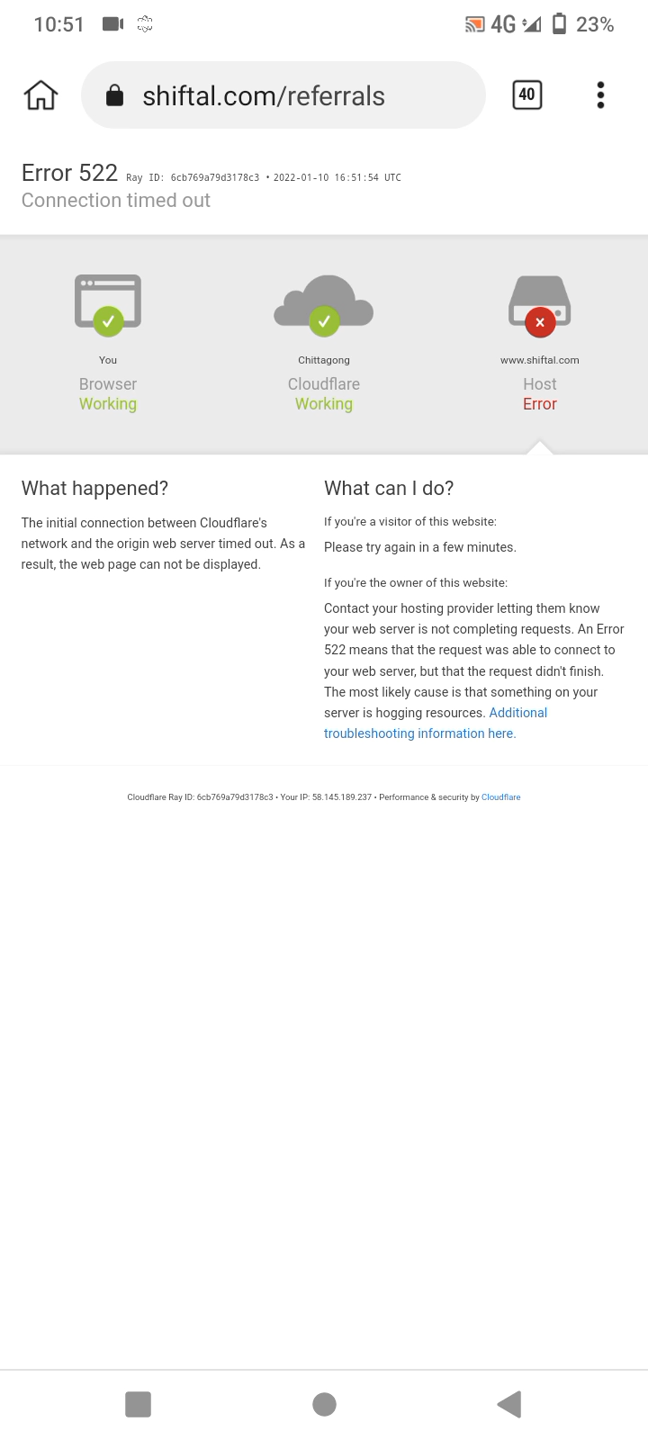 10:51 4G 23%
shiftal.com/referrals 40
Error 522 Ray ID: 6cb769a79d3178c3 • 2022-01-10 16:51:54 UTC
Connection timed out
You
Browser
Working
Chittagong
Cloudflare
Working
www.shiftal.com
Host
Error
What happened?
The initial connection between Cloudflare's
network and the origin web server timed out. As a
result, the web page can not be displayed.
What can I do?
If you're a visitor of this website:
Please try again in a few minutes.
If you're the owner of this website:
Contact your hosting provider letting them know
your web server is not completing requests. An Error
522 means that the request was able to connect to
your web server, but that the request didn't finish.
The most likely cause is that something on your
server is hogging resources. Additional
troubleshooting information here.
Cloudflare Ray ID: 6cb769a79d3178c3 • Your IP: 58.145.189.237 • Performance & security by Cloudflare